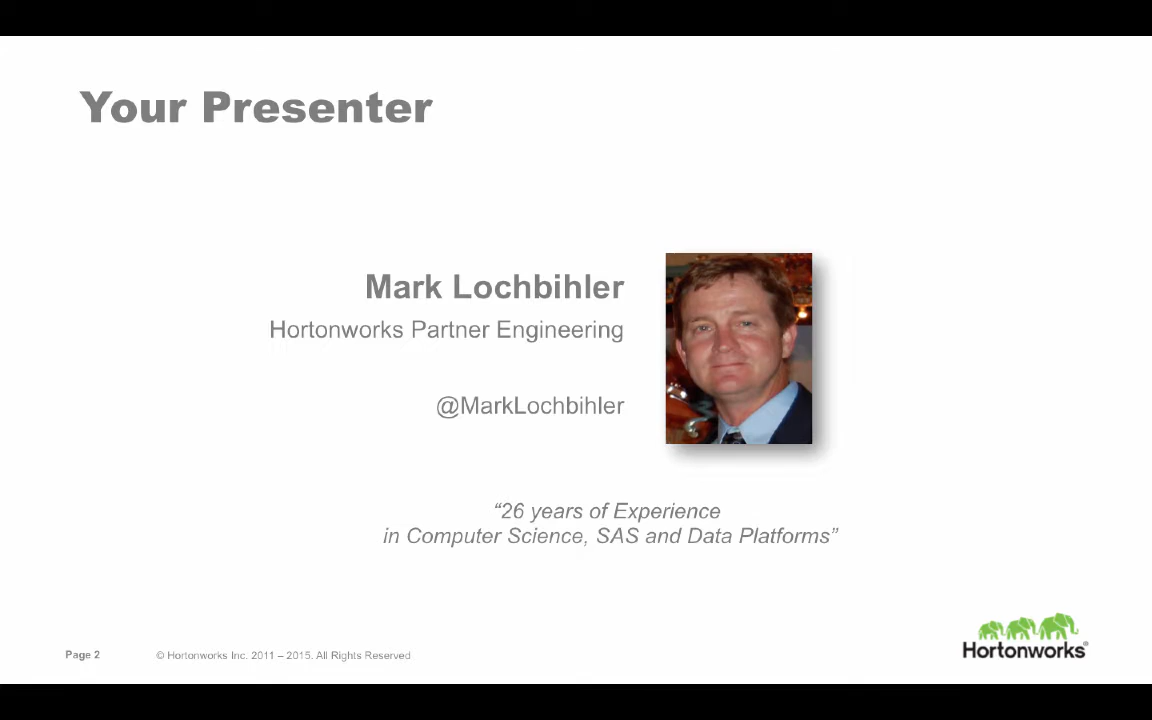 Your Presenter
Mark Lochbihler
Hortonworks Partner Engineering
@MarkLochbihler
“26 years of Experience
in Computer Science, SAS and Data Platforms”
Page 2
© Hortonworks Inc. 2011 – 2015. All Rights Reserved
Hortonworks®